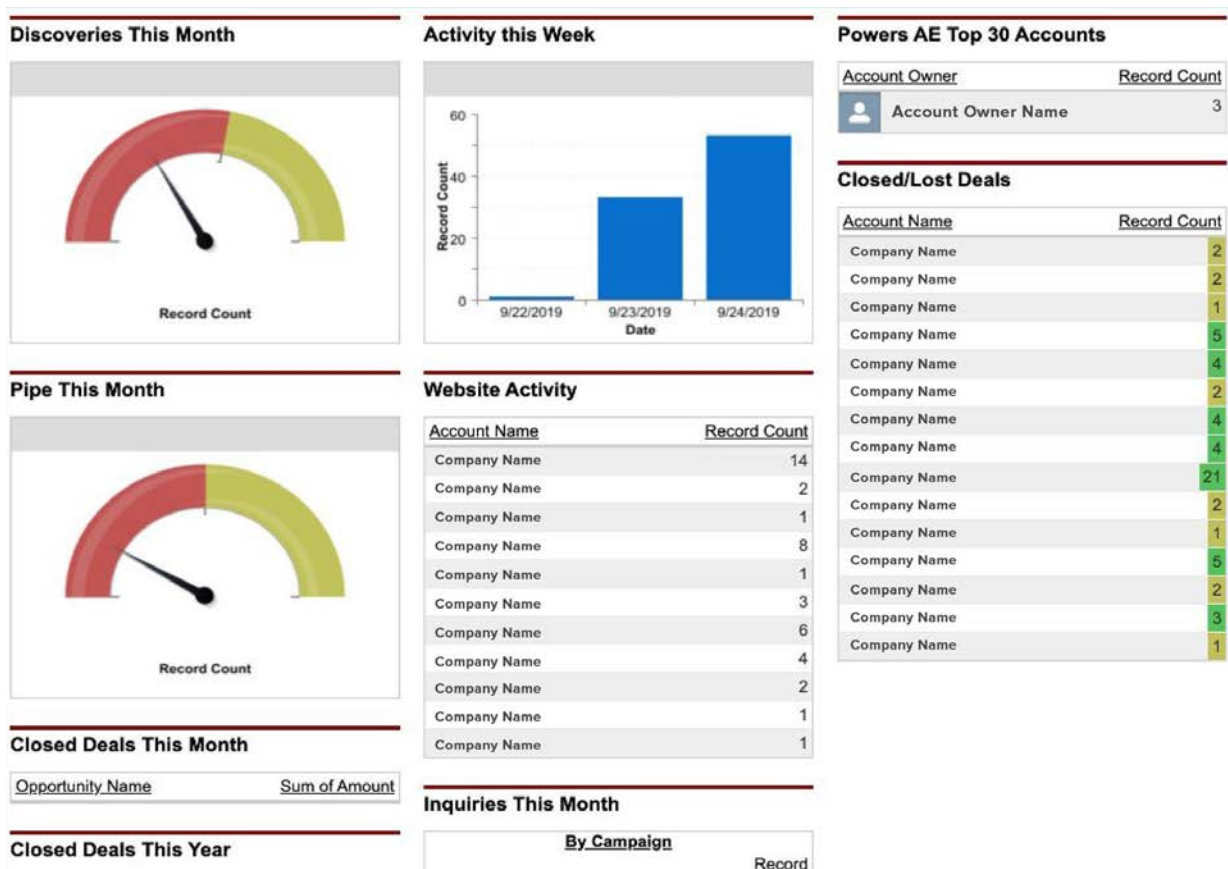 Discoveries This Month
Record Count
Pipe This Month
Record Count
Closed Deals This Month
Opportunity Name Sum of Amount
Closed Deals This Year
Activity this Week
60
40
20
0
Record Count
9/22/2019 9/23/2019 9/24/2019
Date
Website Activity
Account Name Record Count
Company Name 14
Company Name 2
Company Name 1
Company Name 8
Company Name 1
Company Name 3
Company Name 6
Company Name 4
Company Name 2
Company Name 1
Company Name 1
Inquiries This Month
By Campaign
Record
Powers AE Top 30 Accounts
Account Owner Record Count
Account Owner Name 3
Closed/Lost Deals
Account Name Record Count
Company Name 2
Company Name 2
Company Name 1
Company Name 5
Company Name 4
Company Name 2
Company Name 4
Company Name 4
Company Name 21
Company Name 2
Company Name 1
Company Name 5
Company Name 2
Company Name 3
Company Name 1